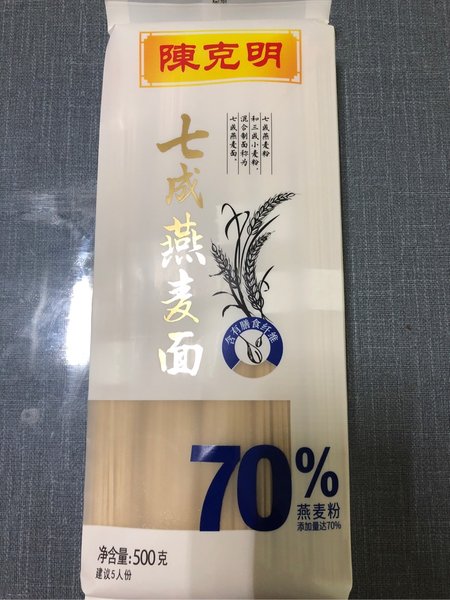 陳克明
七成燕麦粉
和三成小麦粉，
混合制面称为
七成燕麦面。
七成燕麦面
含有膳食纤维
70%
燕麦粉
添加量达70%
净含量:500克
建议5人份